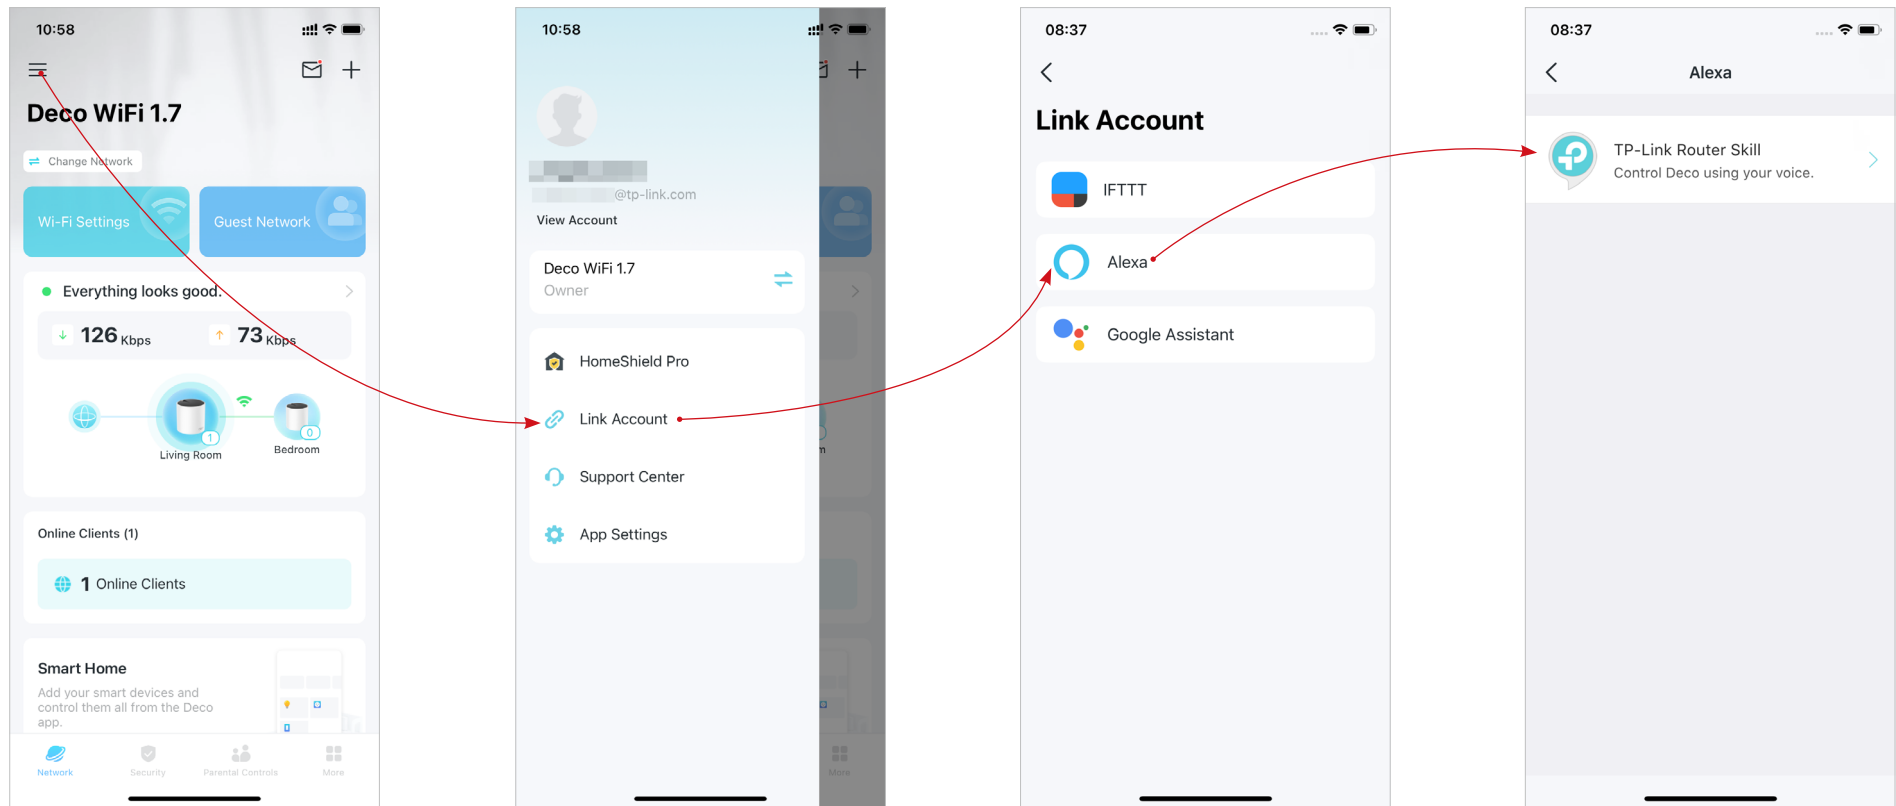 10:58
Deco WiFi 1.7
Change Network
Wi-Fi Settings
Guest Network
Everything looks good.
126 Kbps
73 Kbps
1
0
Living Room
Bedroom
Online Clients (1)
1 Online Clients
Smart Home
Add your smart devices and
control them all from the Deco
app.
Network
Security
Parental Controls
More
10:58
@tp-link.com
View Account
Deco WiFi 1.7
Owner
HomeShield Pro
Link Account
Support Center
App Settings
m
More
08:37
Link Account
IFTTT
Alexa
Google Assistant
08:37
Alexa
TP-Link Router Skill
Control Deco using your voice.